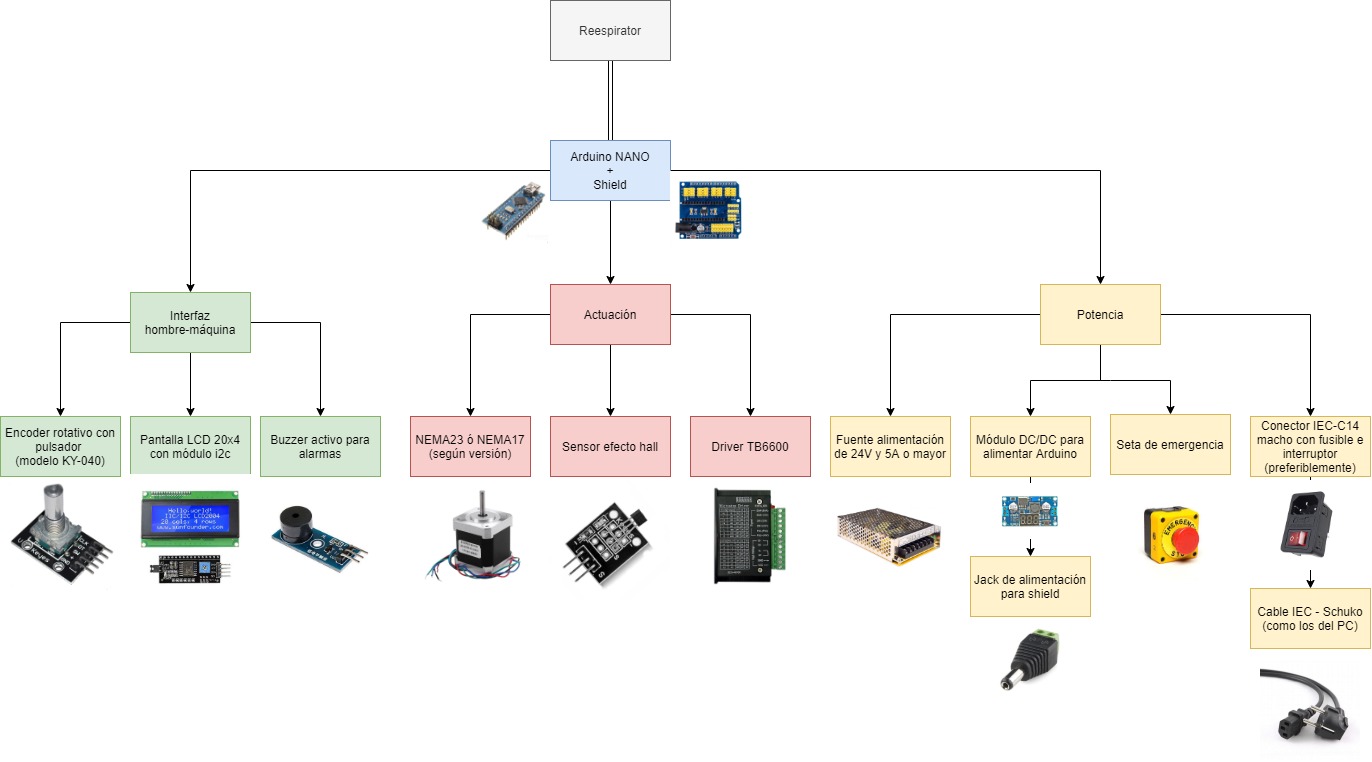 Reespirator
Arduino NANO
+
Shield
Interfaz
hombre-máquina
Actuación
Potencia
Encoder rotativo con
pulsador
(modelo KY-040)
Pantalla LCD 20x4
con módulo i2c
Buzzer activo para
alarmas
NEMA23 ó NEMA17
(según versión)
Sensor efecto hall
Driver TB6600
Fuente alimentación
de 24V y 5A o mayor
Módulo DC/DC para
alimentar Arduino
Seta de emergencia
Conector IEC-C14
macho con fusible e
interruptor
(preferiblemente)
Hello, world!
IIC/I2C LCD2004
20 cols, 4 rows
www.sunfounder.com
keyes
S
EMERGENCY
Jack de alimentación
para shield
Cable IEC - Schuko
(como los del PC)